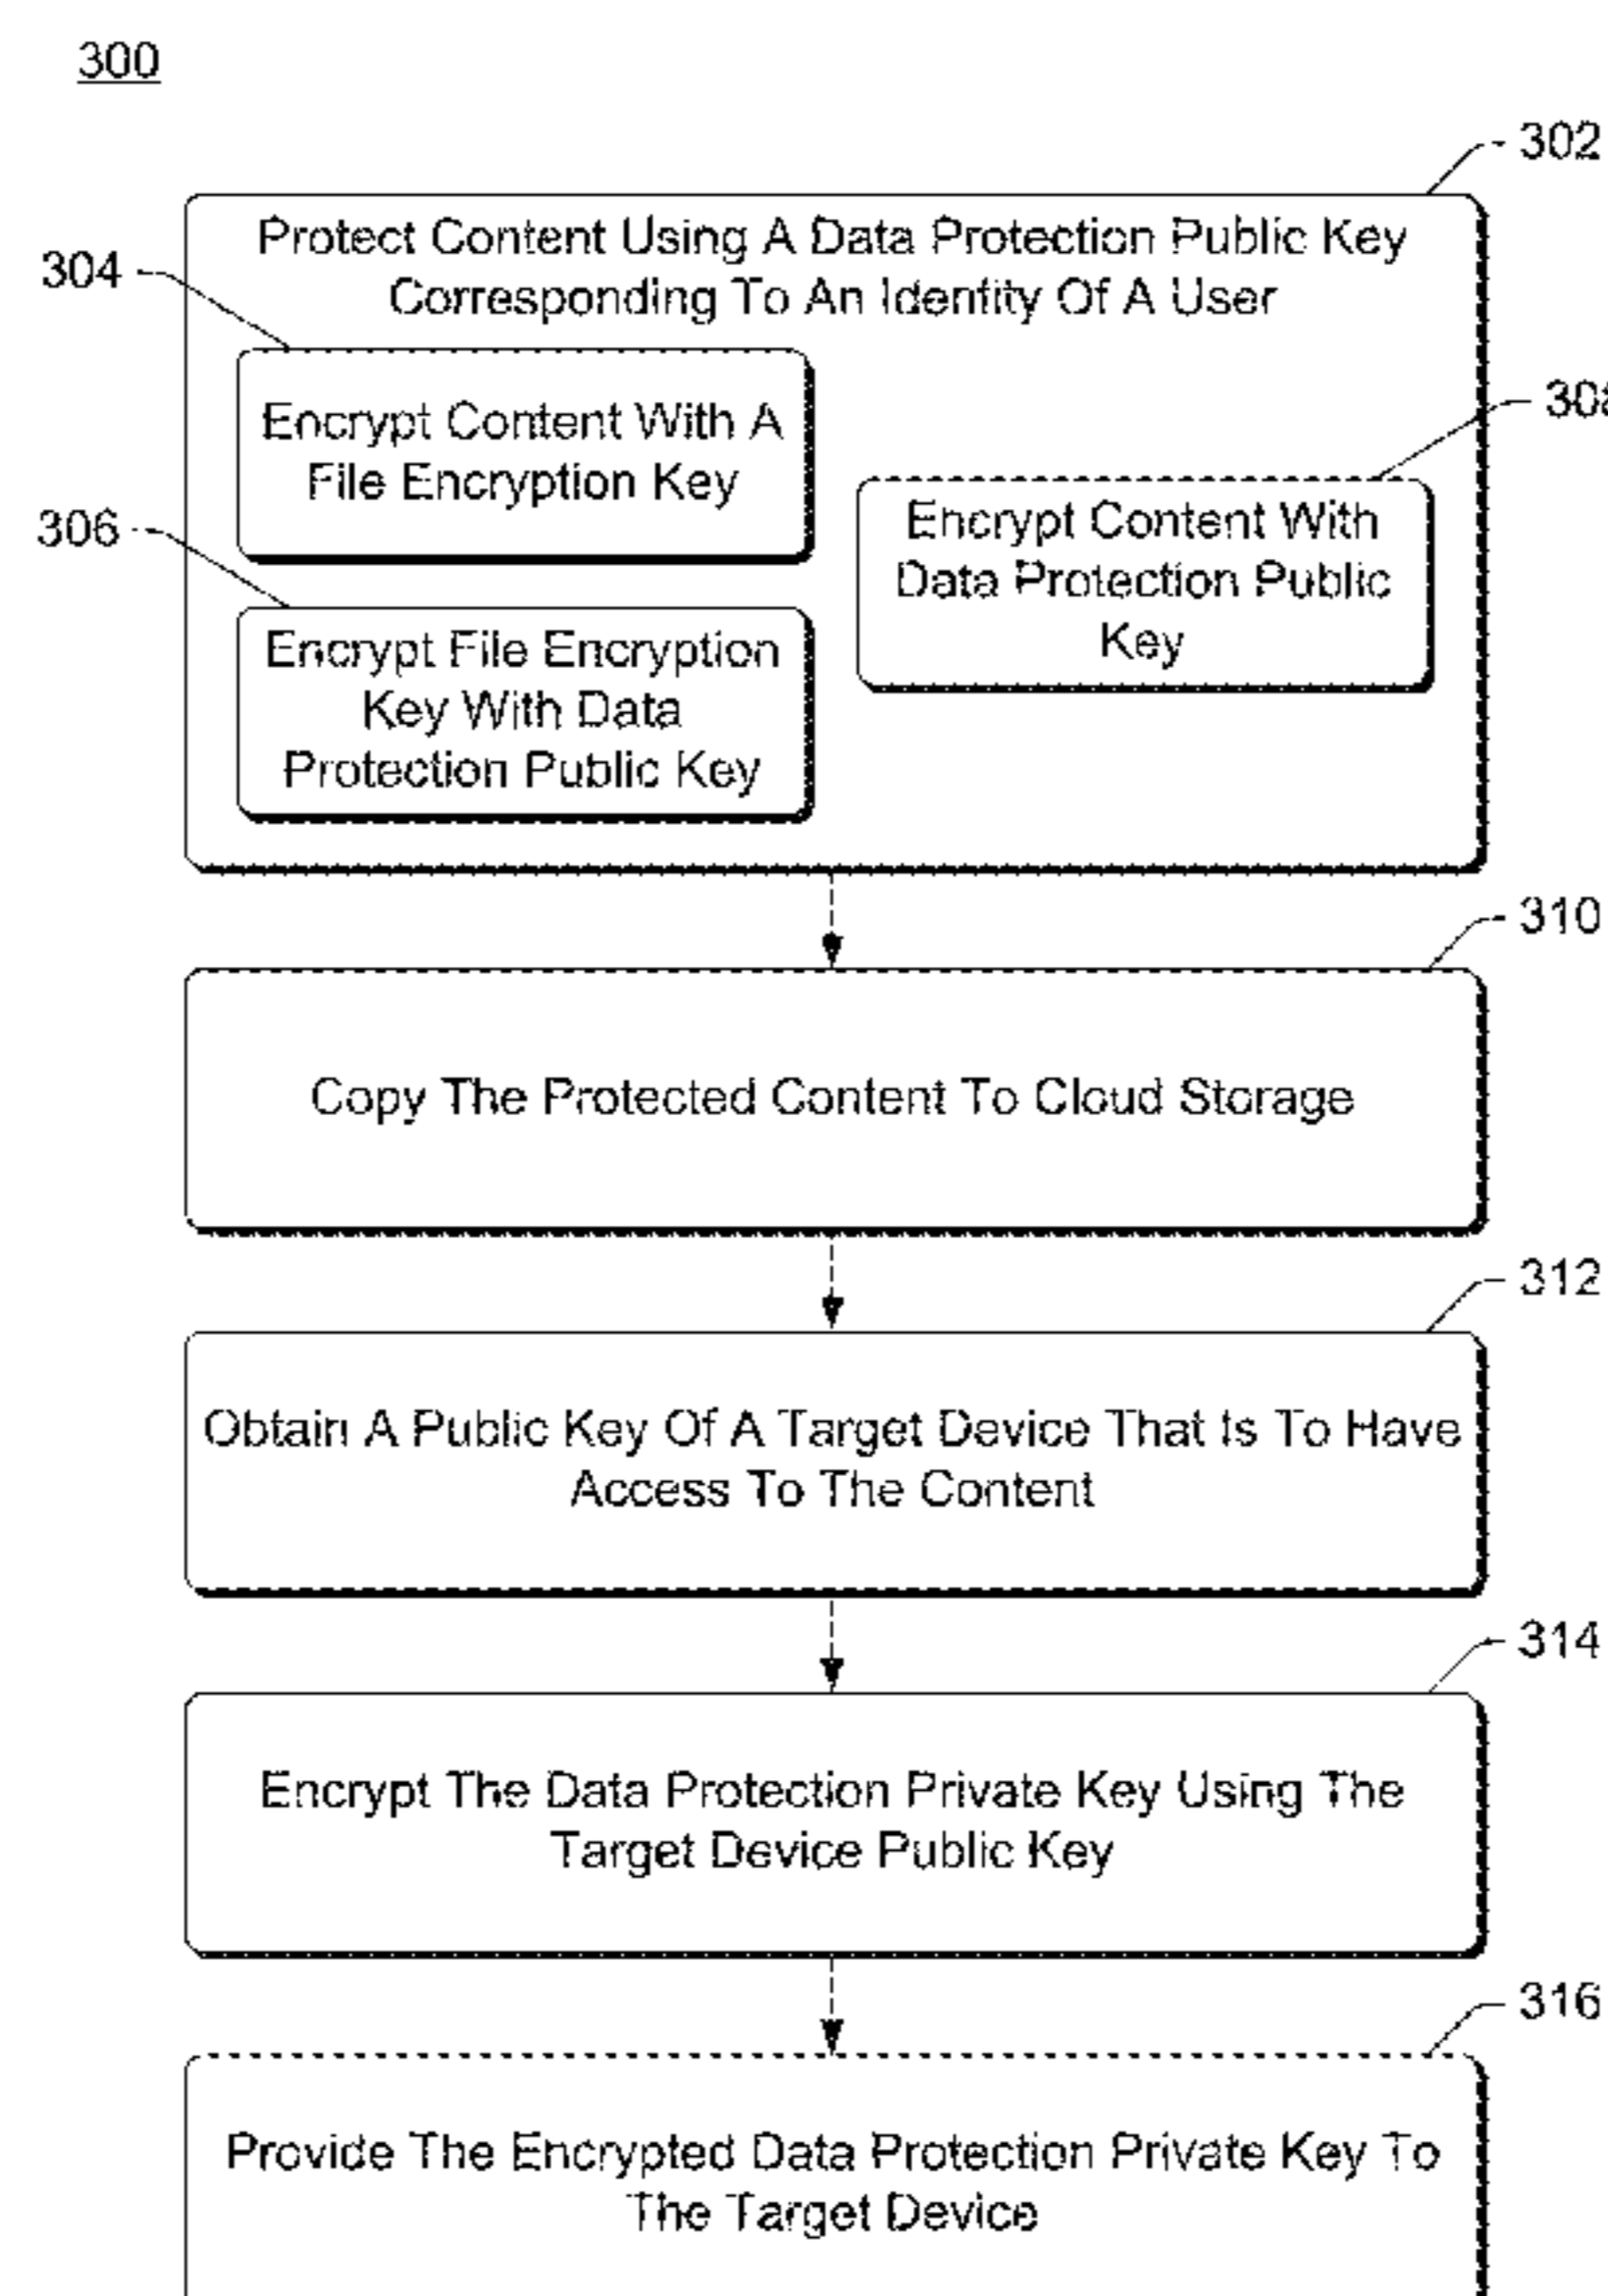 300
302
Protect Content Using A Data Protection Public Key
Corresponding To An Identity Of A User
304
Encrypt Content With A
File Encryption Key
308
Encrypt Content With
Data Protection Public
Key
306
Encrypt File Encryption
Key With Data
Protection Public Key
310
Copy The Protected Content To Cloud Storage
312
Obtain A Public Key Of A Target Device That Is To Have
Access To The Content
314
Encrypt The Data Protection Private Key Using The
Target Device Public Key
316
Provide The Encrypted Data Protection Private Key To
The Target Device